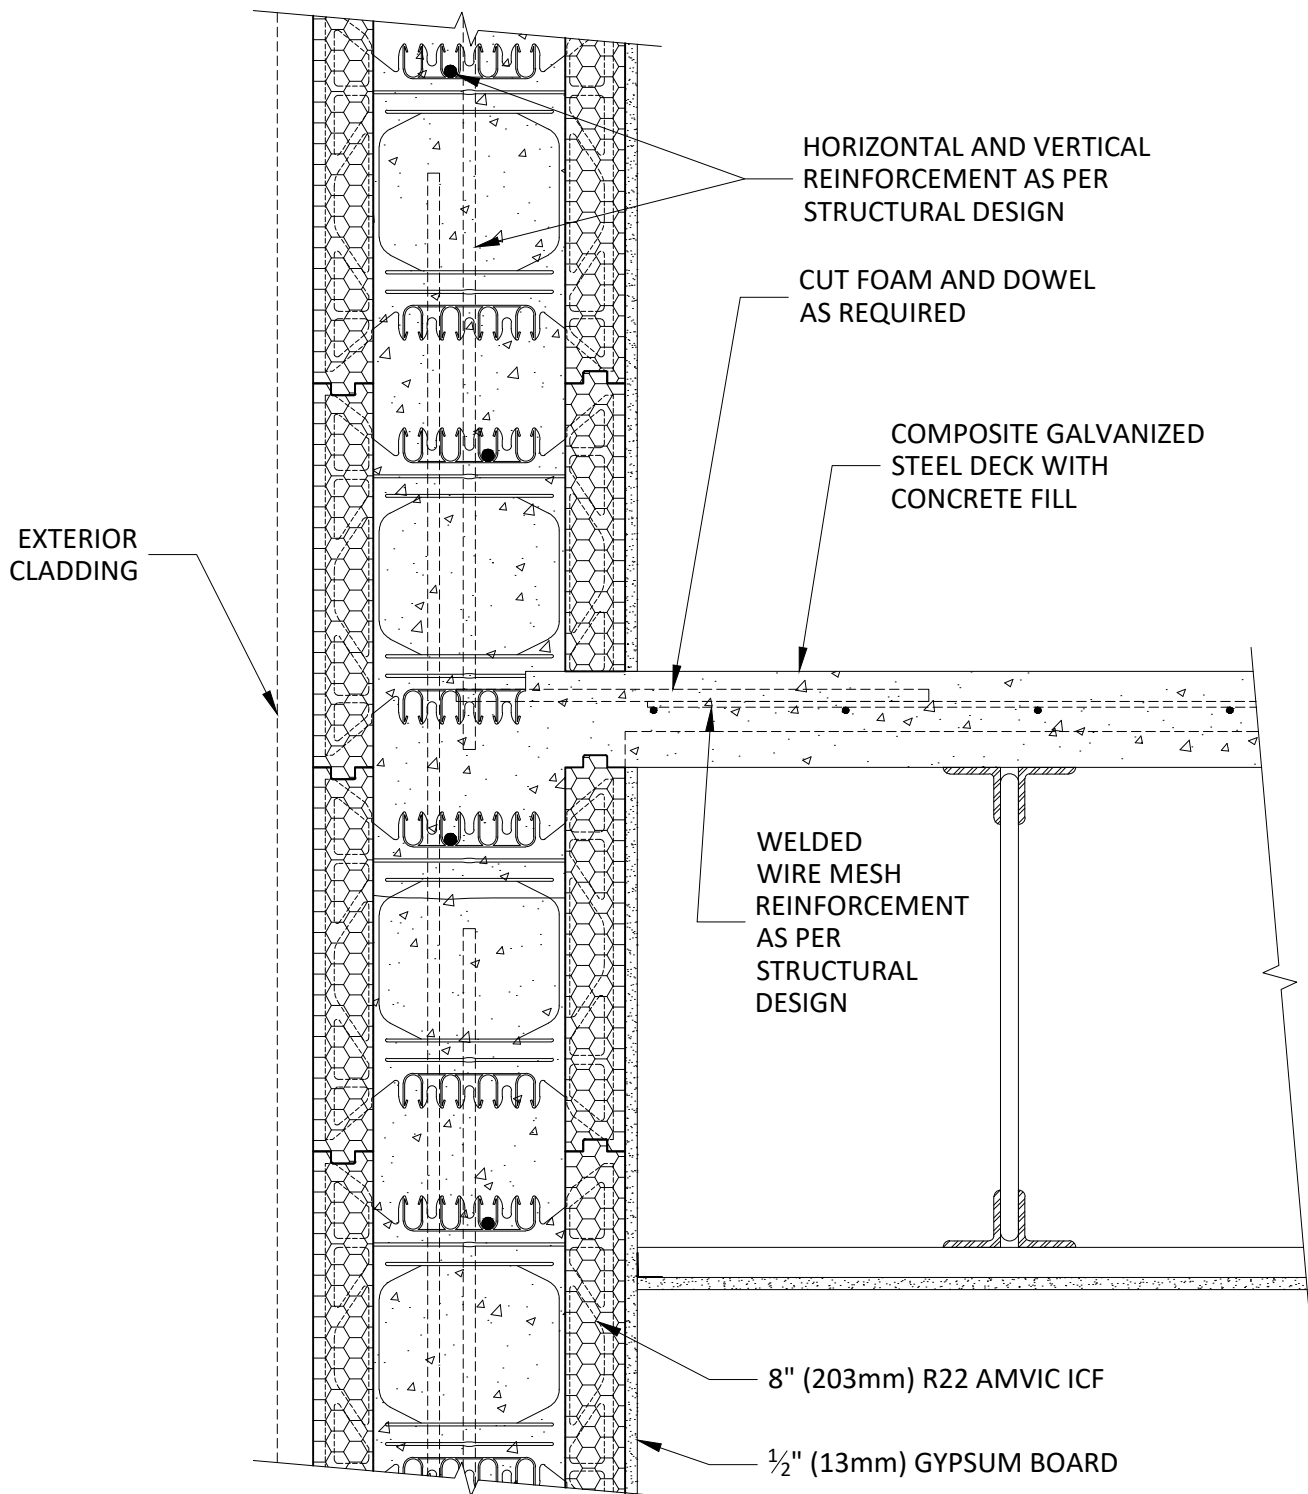 HORIZONTAL AND VERTICAL
REINFORCEMENT AS PER
STRUCTURAL DESIGN
CUT FOAM AND DOWEL
AS REQUIRED
COMPOSITE GALVANIZED
STEEL DECK WITH
CONCRETE FILL
EXTERIOR
CLADDING
WELDED
WIRE MESH
REINFORCEMENT
AS PER
STRUCTURAL
DESIGN
8" (203mm) R22 AMVIC ICF
½" (13mm) GYPSUM BOARD